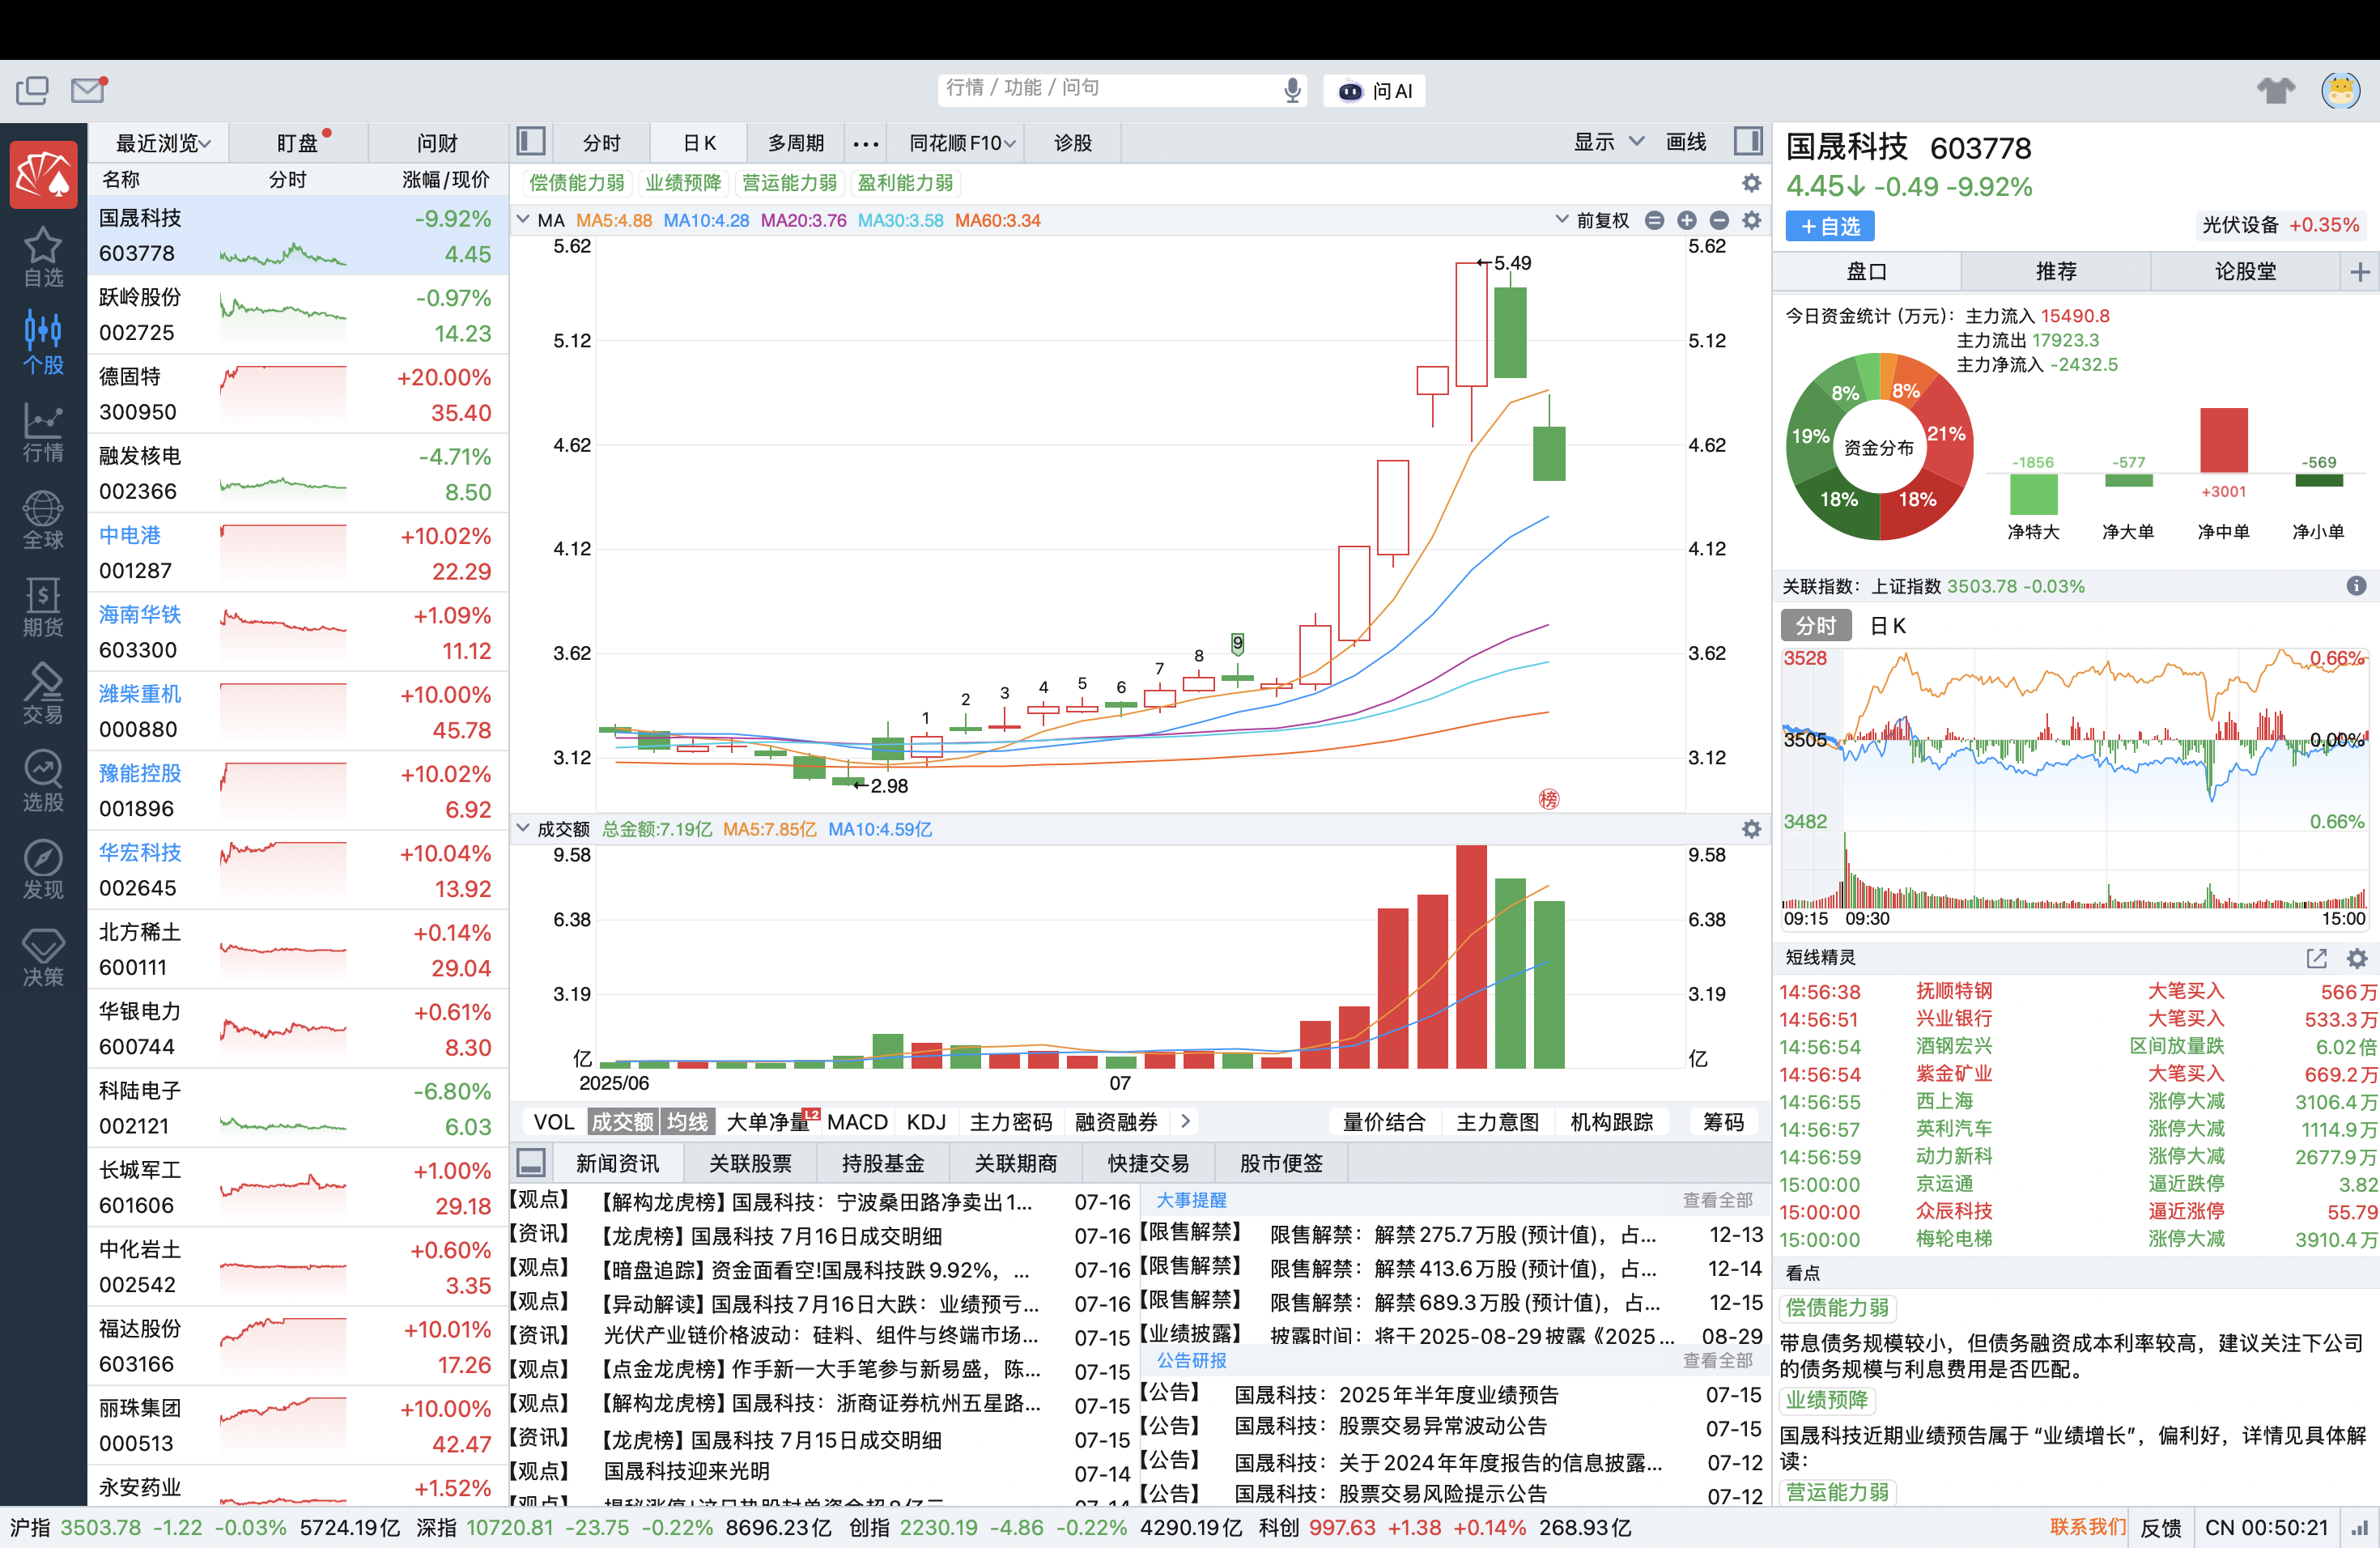 行情 / 功能 / 问句
问AI
最近浏览
盯盘
问财
分时
日K
多周期
同花顺F10
诊股
显示
画线
国晟科技 603778
4.45↓ -0.49 -9.92%
+自选
光伏设备 +0.35%
自选
个股
行情
全球
期货
交易
选股
发现
决策
名称 分时 涨幅/现价
国晟科技 -9.92%
603778 4.45
跃岭股份 -0.97%
002725 14.23
德固特 +20.00%
300950 35.40
融发核电 -4.71%
002366 8.50
中电港 +10.02%
001287 22.29
海南华铁 +1.09%
603300 11.12
潍柴重机 +10.00%
000880 45.78
豫能控股 +10.02%
001896 6.92
华宏科技 +10.04%
002645 13.92
北方稀土 +0.14%
600111 29.04
华银电力 +0.61%
600744 8.30
科陆电子 -6.80%
002121 6.03
长城军工 +1.00%
601606 29.18
中化岩土 +0.60%
002542 3.35
福达股份 +10.01%
603166 17.26
丽珠集团 +10.00%
000513 42.47
永安药业 +1.52%
偿债能力弱 业绩预降 营运能力弱 盈利能力弱
MA MA5:4.88 MA10:4.28 MA20:3.76 MA30:3.58 MA60:3.34
前复权
5.62 5.62
←5.49
5.12 5.12
4.62 4.62
4.12 4.12
3.62 3.62
1 2 3 4 5 6 7 8 9
3.12 3.12
←2.98
榜
成交额 总金额:7.19亿 MA5:7.85亿 MA10:4.59亿
9.58 9.58
6.38 6.38
3.19 3.19
亿 亿
2025/06 07
VOL 成交额 均线 大单净量 L2 MACD KDJ 主力密码 融资融券 量价结合 主力意图 机构跟踪 筹码
新闻资讯 关联股票 持股基金 关联期商 快捷交易 股市便签
【观点】 【解构龙虎榜】国晟科技：宁波桑田路净卖出1... 07-16
【资讯】 【龙虎榜】国晟科技 7月16日成交明细 07-16
【观点】 【暗盘追踪】资金面看空!国晟科技跌9.92%，... 07-16
【观点】 【异动解读】国晟科技7月16日大跌：业绩预亏... 07-16
【资讯】 光伏产业链价格波动：硅料、组件与终端市场... 07-15
【观点】 【点金龙虎榜】作手新一大手笔参与新易盛，陈... 07-15
【观点】 【解构龙虎榜】国晟科技：浙商证券杭州五星路... 07-15
【资讯】 【龙虎榜】国晟科技 7月15日成交明细 07-15
【观点】 国晟科技迎来光明 07-14
大事提醒 查看全部
【限售解禁】 限售解禁：解禁275.7万股(预计值)，占... 12-13
【限售解禁】 限售解禁：解禁413.6万股(预计值)，占... 12-14
【限售解禁】 限售解禁：解禁689.3万股(预计值)，占... 12-15
【业绩披露】 披露时间：将于2025-08-29披露《2025... 08-29
公告研报 查看全部
【公告】 国晟科技：2025年半年度业绩预告 07-15
【公告】 国晟科技：股票交易异常波动公告 07-15
【公告】 国晟科技：关于2024年年度报告的信息披露... 07-12
【公告】 国晟科技：股票交易风险提示公告 07-12
盘口 推荐 论股堂
今日资金统计 (万元)：主力流入 15490.8
主力流出 17923.3
主力净流入 -2432.5
资金分布
8% 8%
19% 21%
18% 18%
-1856 -577 +3001 -569
净特大 净大单 净中单 净小单
关联指数：上证指数 3503.78 -0.03%
分时 日K
3528 0.66%
3505 0.00%
3482 0.66%
09:15 09:30 15:00
短线精灵
14:56:38 抚顺特钢 大笔买入 566万
14:56:51 兴业银行 大笔买入 533.3万
14:56:54 酒钢宏兴 区间放量跌 6.02倍
14:56:54 紫金矿业 大笔买入 669.2万
14:56:55 西上海 涨停大减 3106.4万
14:56:57 英利汽车 涨停大减 1114.9万
14:56:59 动力新科 涨停大减 2677.9万
15:00:00 京运通 逼近跌停 3.82
15:00:00 众辰科技 逼近涨停 55.79
15:00:00 梅轮电梯 涨停大减 3910.4万
看点
偿债能力弱
带息债务规模较小，但债务融资成本利率较高，建议关注下公司
的债务规模与利息费用是否匹配。
业绩预降
国晟科技近期业绩预告属于“业绩增长”，偏利好，详情见具体解
读：
营运能力弱
沪指 3503.78 -1.22 -0.03% 5724.19亿 深指 10720.81 -23.75 -0.22% 8696.23亿 创指 2230.19 -4.86 -0.22% 4290.19亿 科创 997.63 +1.38 +0.14% 268.93亿
联系我们 反馈 CN 00:50:21